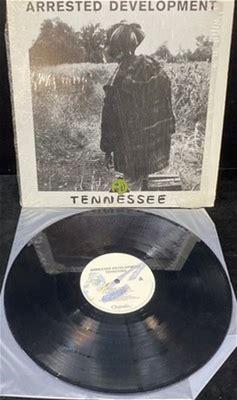 ARRESTED DEVELOPMENT
TENNESSEE
ARRESTED DEVELOPMENT
TENNESSEE
A
Chrysalis